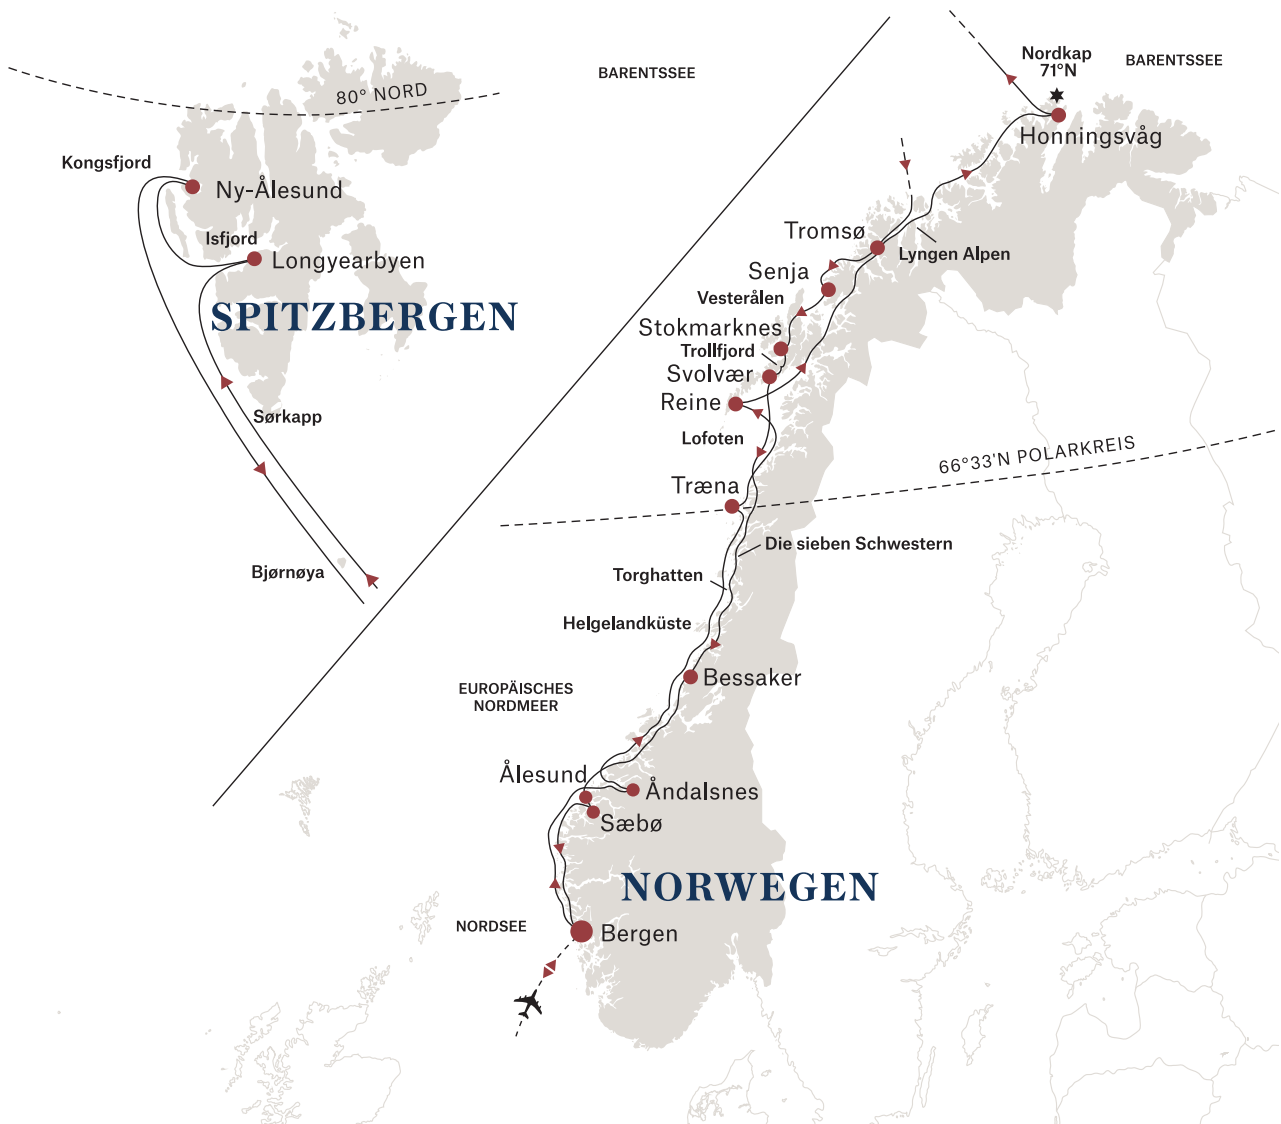 Nordkap
71°N
BARENTSSEE
BARENTSSEE
80° NORD
Honningsvåg
Kongsfjord
Ny-Ålesund
Tromsø
Isfjord
Lyngen Alpen
Longyearbyen
Senja
Vesterålen
SPITZBERGEN
Stokmarknes
Trollfjord
Svolvær
Reine
Sørkapp
Lofoten
66°33'N POLARKREIS
Træna
Die sieben Schwestern
Bjørnøya
Torghatten
Helgelandküste
Bessaker
EUROPÄISCHES
NORDMEER
Ålesund
Åndalsnes
Sæbø
NORWEGEN
NORDSEE
Bergen